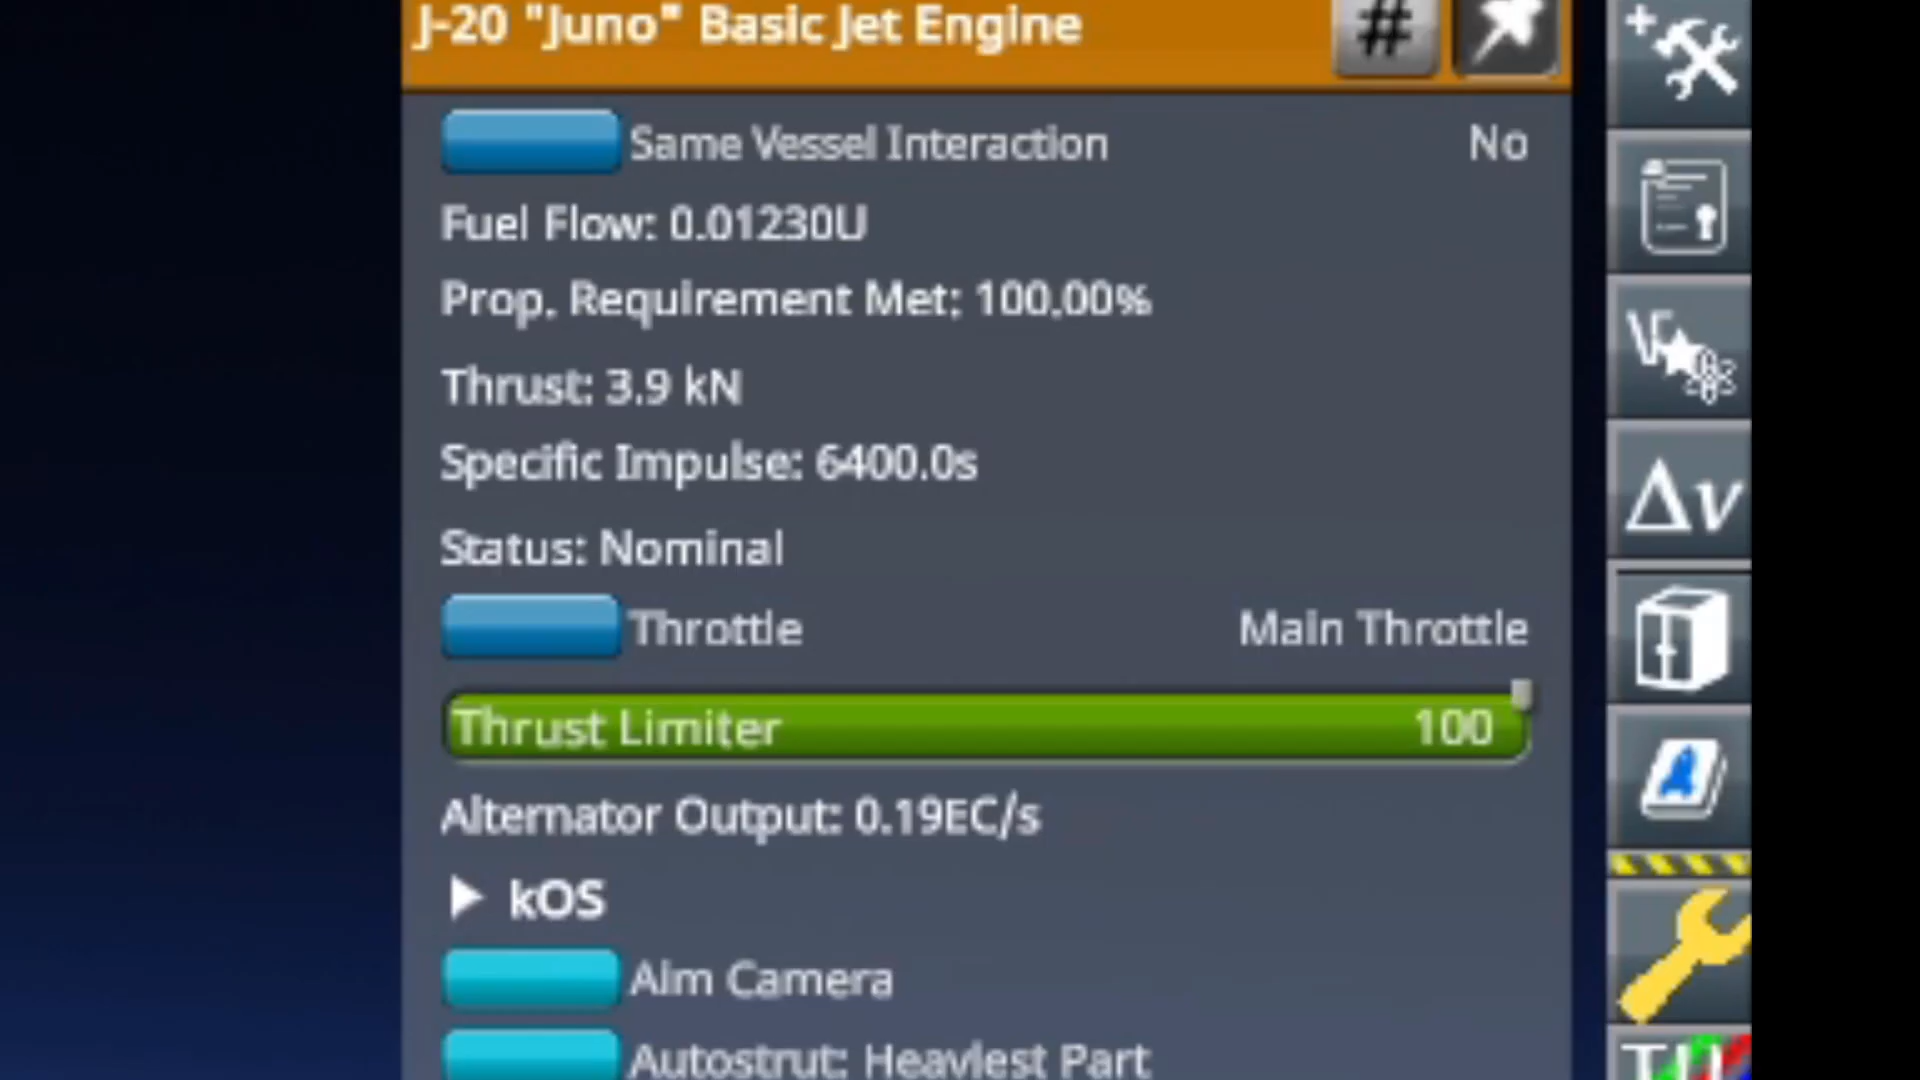 J-20 "Juno" Basic Jet Engine #
Same Vessel Interaction No
Fuel Flow: 0.01230U
Prop. Requirement Met: 100.00%
Thrust: 3.9 kN
Specific Impulse: 6400.0s
Status: Nominal
Throttle Main Throttle
Thrust Limiter 100
Alternator Output: 0.19EC/s
kOS
Aim Camera
Autostrut: Heaviest Part
Δv